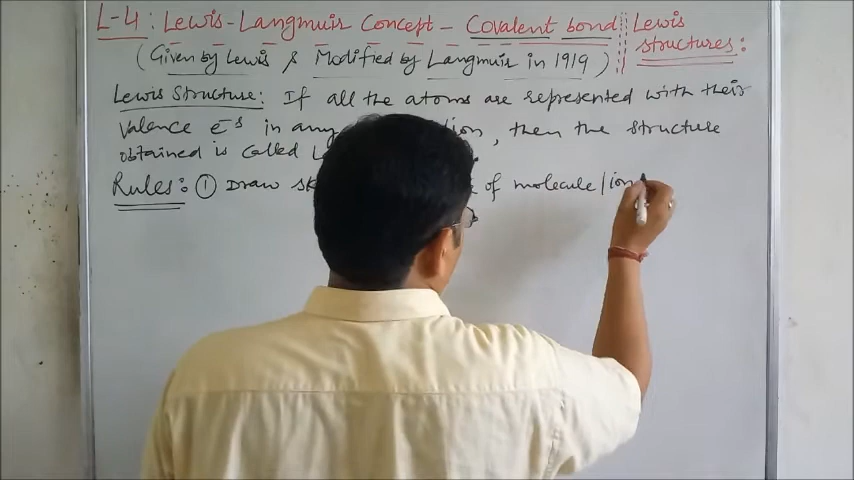 L-4 : Lewis-Langmuir Concept - Covalent bond
Lewis structures :
(Given by Lewis & Modified by Langmuir in 1919)
Lewis Structure: If all the atoms are represented with their
Valence e-s in any , then the structure
obtained is called
Rules: ① Draw of molecule/ion